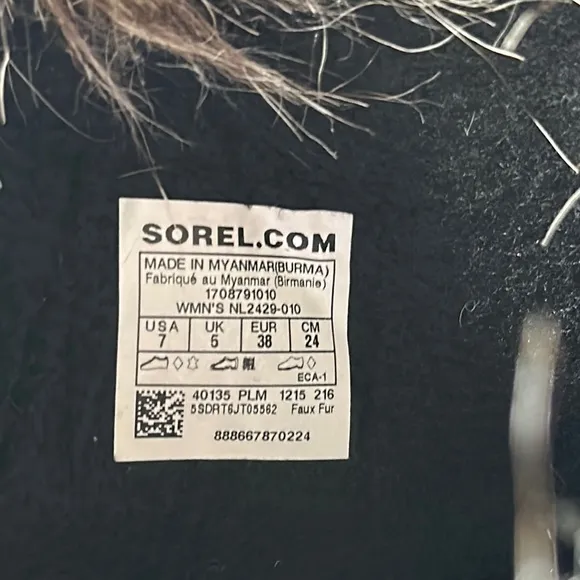 SOREL.COM
MADE IN MYANMAR(BURMA)
Fabriqué au Myanmar (Birmanie)
1708791010
WMN'S NL2429-010
USA UK EUR CM
7 5 38 24
ECA-1
40135 PLM 1215 216
5SDRT6JT05562 Faux Fur
888667870224